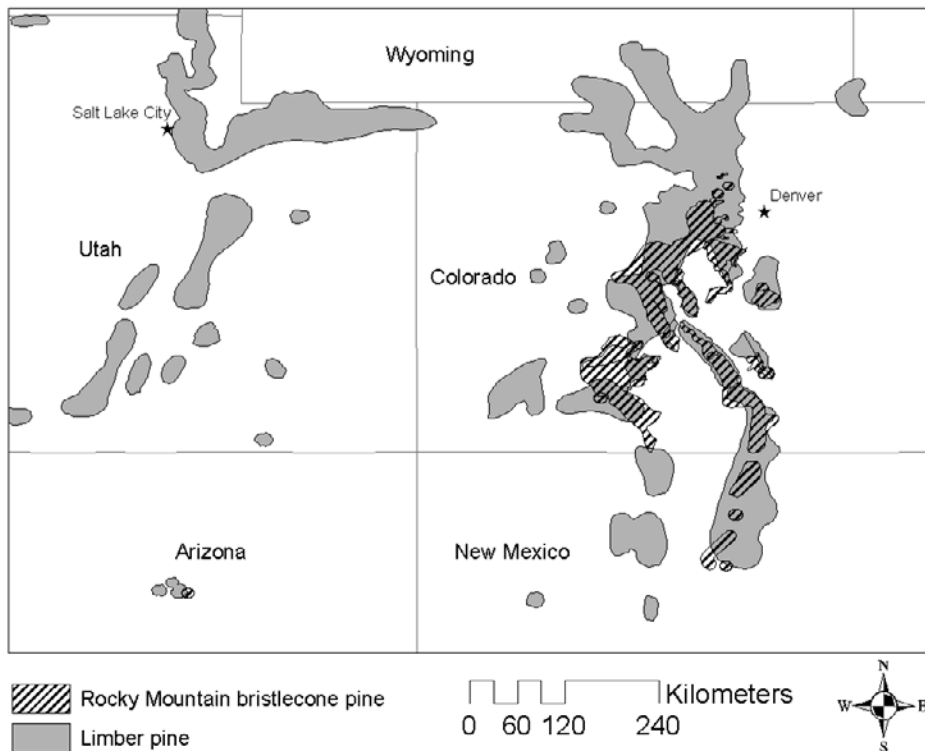 Wyoming
Salt Lake City
Denver
Utah
Colorado
Arizona
New Mexico
Rocky Mountain bristlecone pine
Limber pine
Kilometers
0 60 120 240
N
W E
S